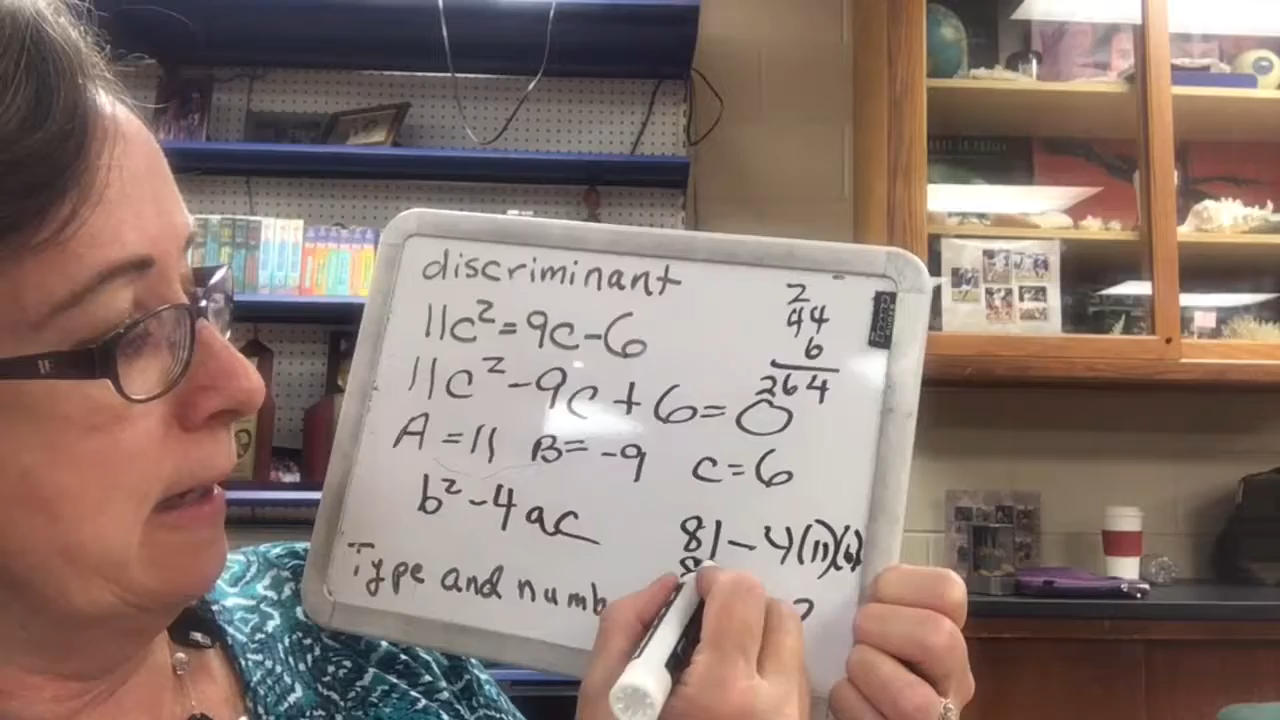 discriminant
11c²=9c-6
11c²-9c+6=0
A=11 B=-9 C=6
b²-4ac
Type and numb
2
44
6
264
81-4(11)(6)
8
?